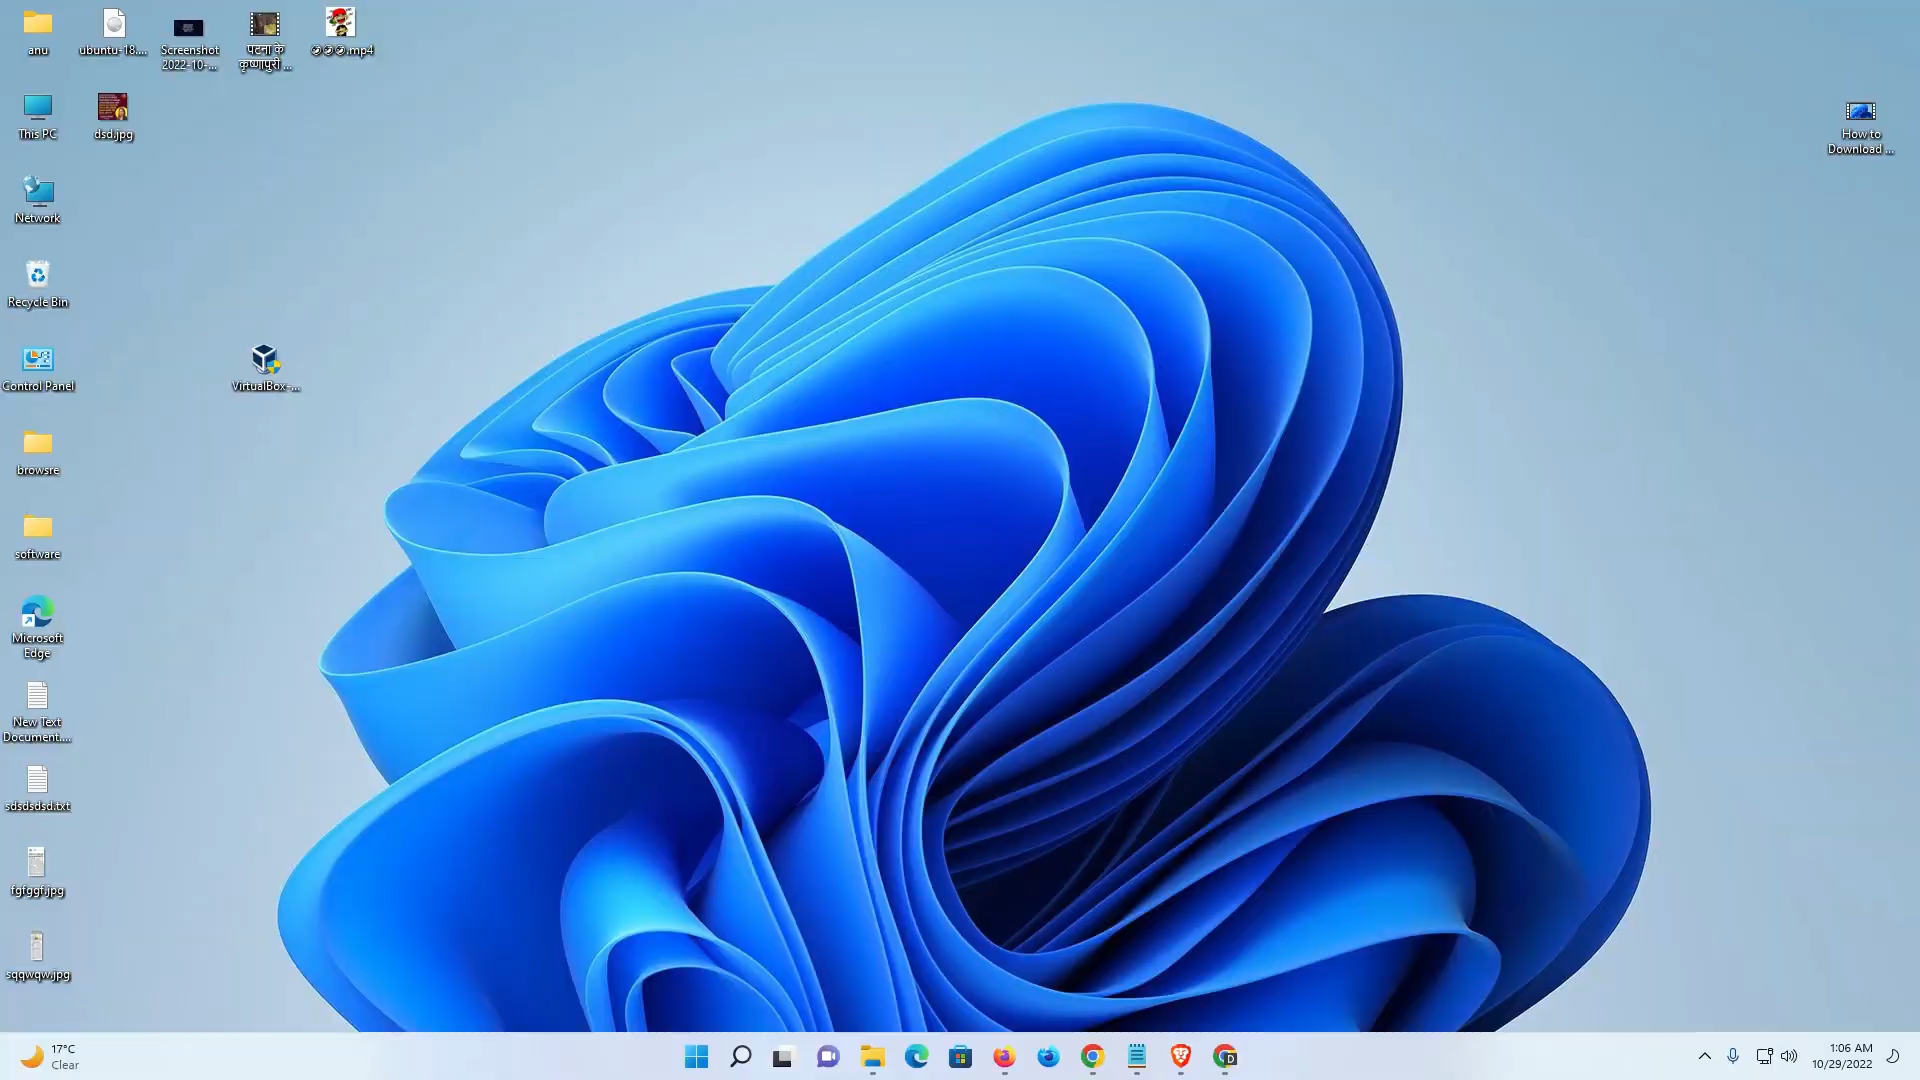 anu
ubuntu-18....
Screenshot
2022-10-...
पटना के
कृष्णापुरी ...
🤣🤣🤣.mp4
This PC
dsd.jpg
How to
Download ...
Network
Recycle Bin
Control Panel
VirtualBox-...
browsre
software
Microsoft
Edge
New Text
Document....
sdsdsdsd.txt
fgfggf.jpg
sqqwqw.jpg
17°C
Clear
1:06 AM
10/29/2022